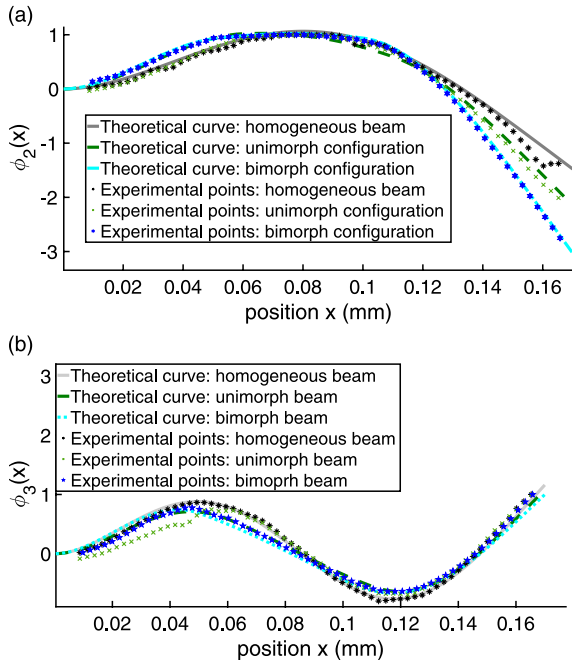 (a)
1
0
-1
-2
-3
ϕ2(x)
Theoretical curve: homogeneous beam
Theoretical curve: unimorph configuration
Theoretical curve: bimorph configuration
Experimental points: homogeneous beam
Experimental points: unimorph configuration
Experimental points: bimorph configuration
0.02 0.04 0.06 0.08 0.10 0.12 0.14 0.16
position x (mm)
(b)
3
2
1
0
ϕ3(x)
Theoretical curve: homogeneous beam
Theoretical curve: unimorph beam
Theoretical curve: bimorph beam
Experimental points: homogeneous beam
Experimental points: unimorph beam
Experimental points: bimoprh beam
0.02 0.04 0.06 0.08 0.1 0.12 0.14 0.16
position x (mm)